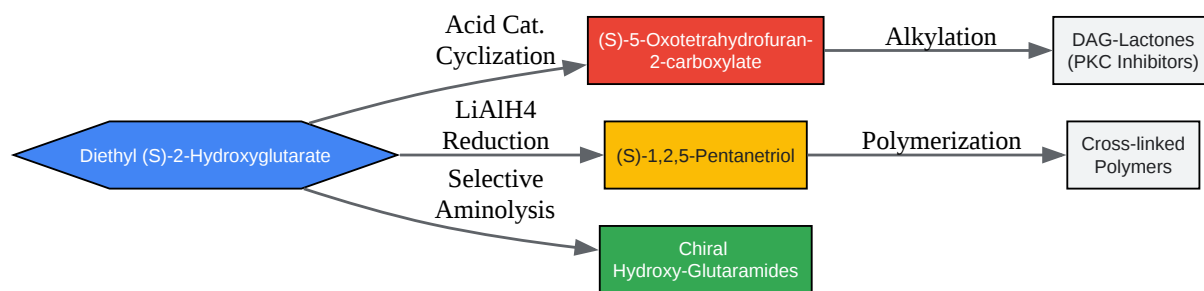 Acid Cat.
Cyclization
(S)-5-Oxotetrahydrofuran-
2-carboxylate
Alkylation
DAG-Lactones
(PKC Inhibitors)
Diethyl (S)-2-Hydroxyglutarate
LiAlH4
Reduction
(S)-1,2,5-Pentanetriol
Polymerization
Cross-linked
Polymers
Selective
Aminolysis
Chiral
Hydroxy-Glutaramides